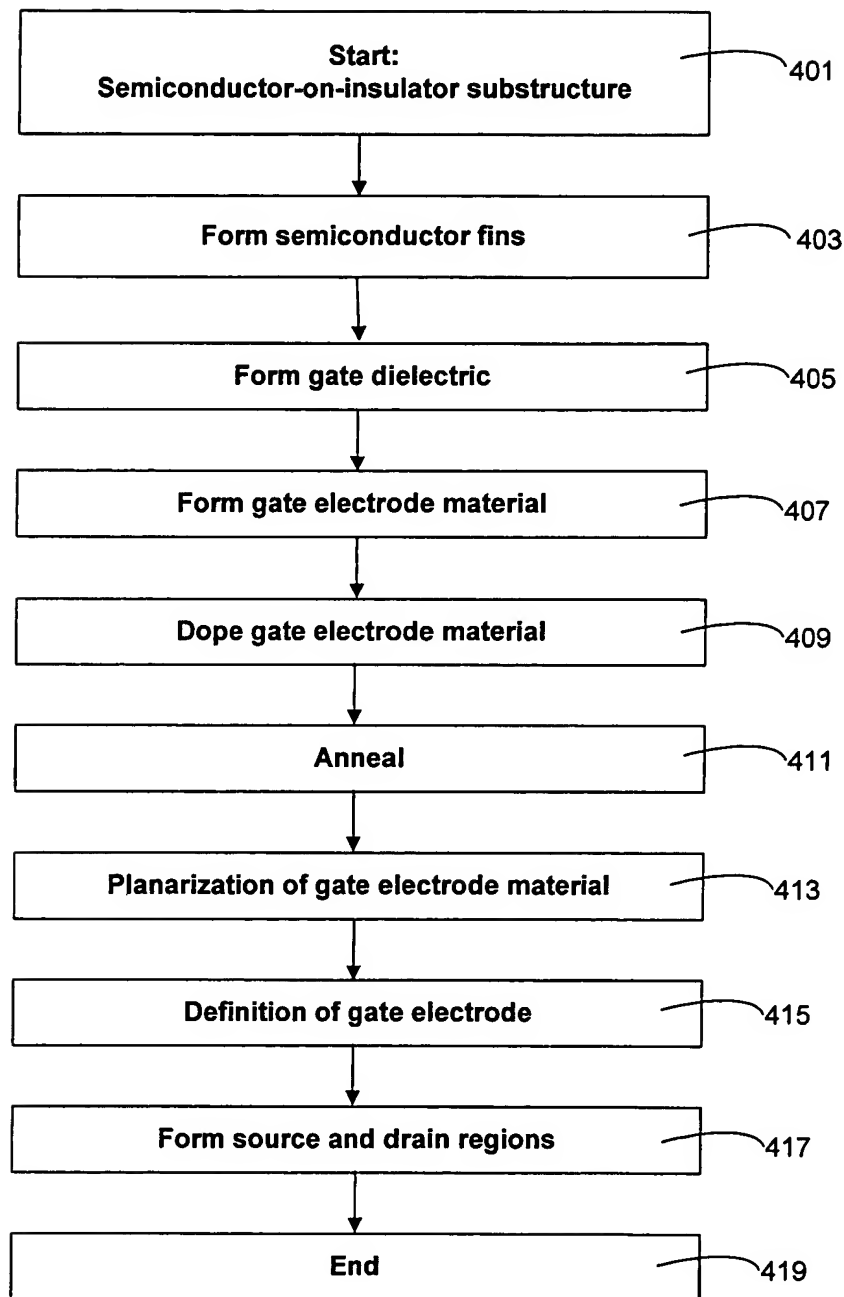 Start:
Semiconductor-on-insulator substructure
401
Form semiconductor fins
403
Form gate dielectric
405
Form gate electrode material
407
Dope gate electrode material
409
Anneal
411
Planarization of gate electrode material
413
Definition of gate electrode
415
Form source and drain regions
417
End
419